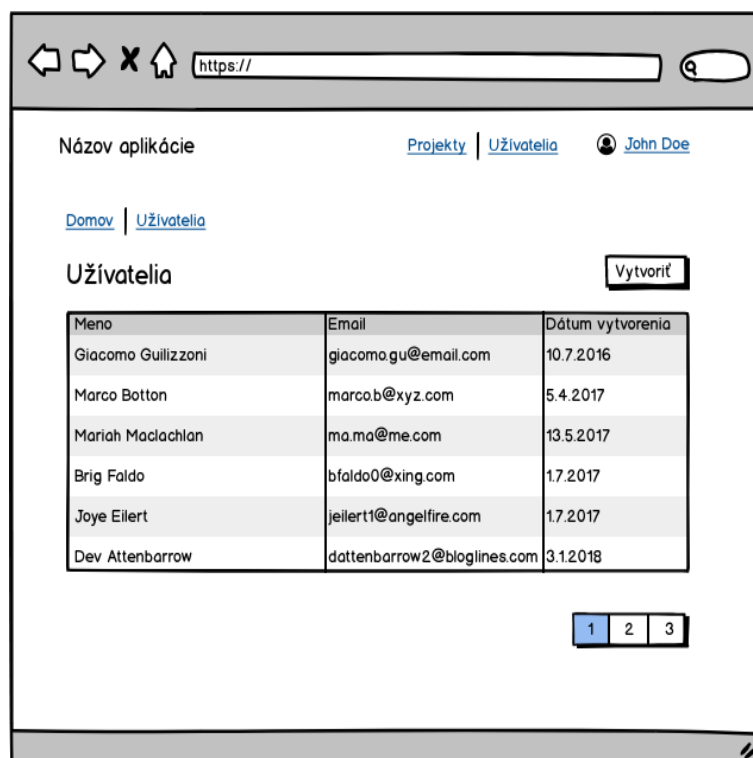 https://
Názov aplikácie Projekty Užívatelia John Doe
Domov Užívatelia
Užívatelia Vytvoriť
Meno Email Dátum vytvorenia
Giacomo Guilizzoni giacomo.gu@email.com 10.7.2016
Marco Botton marco.b@xyz.com 5.4.2017
Mariah Maclachlan ma.ma@me.com 13.5.2017
Brig Faldo bfaldo0@xing.com 1.7.2017
Joye Eilert jeilert1@angelfire.com 1.7.2017
Dev Attenbarrow dattenbarrow2@bloglines.com 3.1.2018
1 2 3